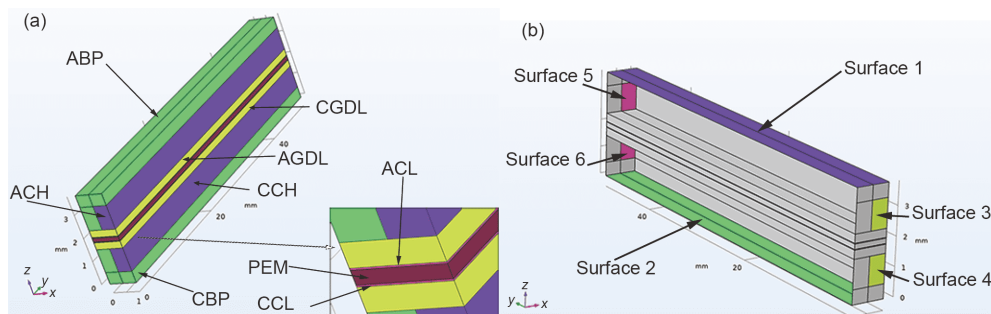 (a)
ABP
CGDL
AGDL
ACL
CCH
ACH
PEM
CCL
CBP
40
20
mm
0
3
2
1
0
mm
0
1
z
y
x
(b)
Surface 5
Surface 1
Surface 6
Surface 3
Surface 4
Surface 2
40
mm
20
3
2
1
0
z
y
x